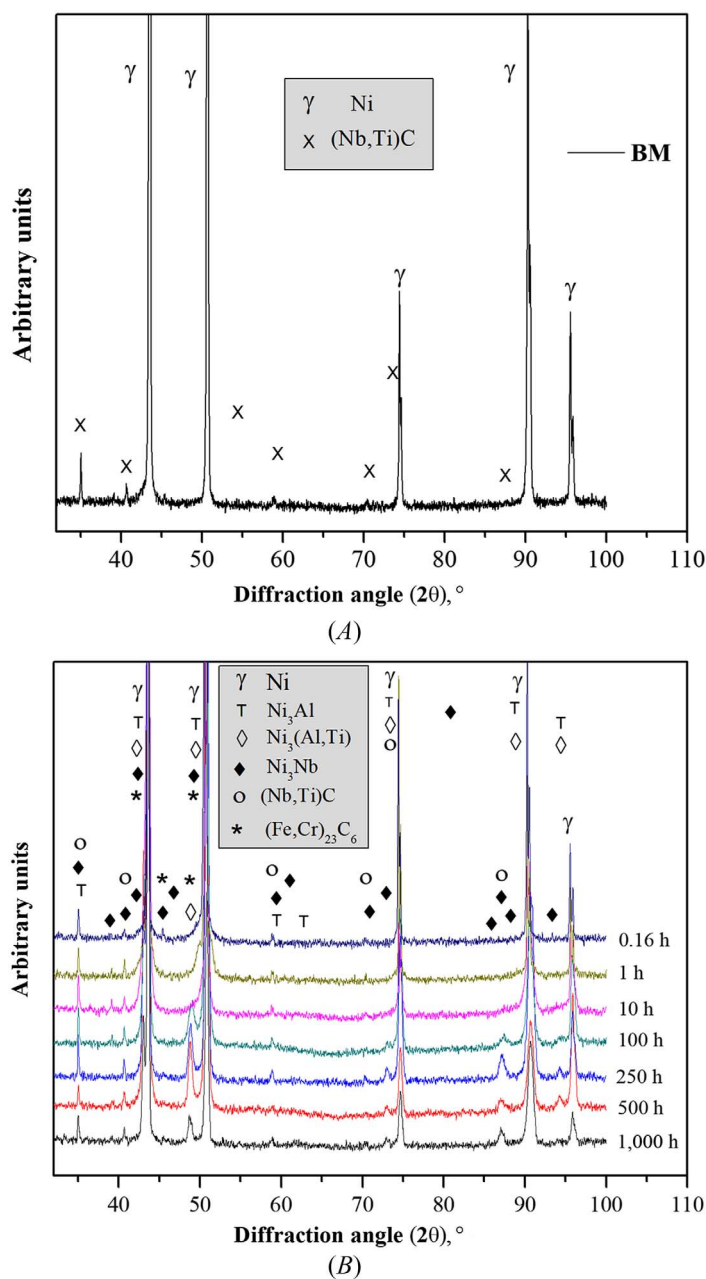 γ γ γ
γ Ni
x (Nb,Ti)C
BM
γ γ
x x x x x x x
Arbitrary units
40 50 60 70 80 90 100 110
Diffraction angle (2θ), °
(A)
γ Ni
T Ni₃Al
◊ Ni₃(Al,Ti)
♦ Ni₃Nb
o (Nb,Ti)C
* (Fe,Cr)₂₃C₆
γ γ γ γ γ
0.16 h
1 h
10 h
100 h
250 h
500 h
1,000 h
Arbitrary units
40 50 60 70 80 90 100 110
Diffraction angle (2θ), °
(B)